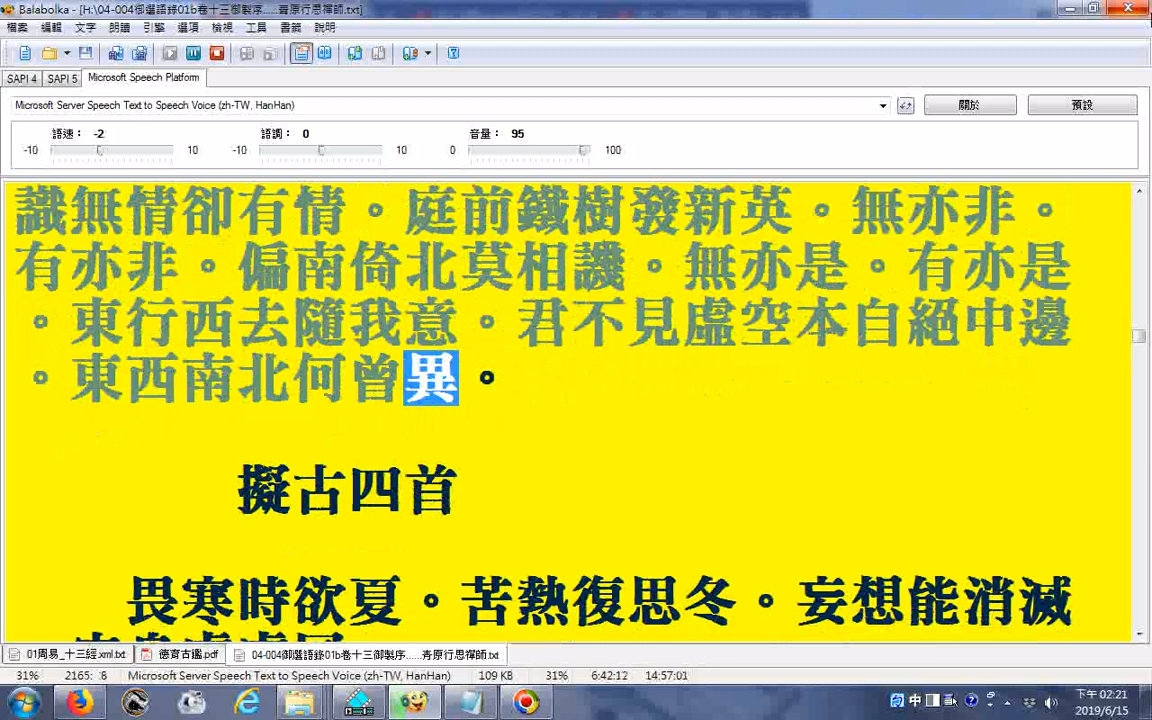 Balabolka - [H:\04-004御選語錄01b卷十三御製序......靑原行思禪師.txt]
檔案 編輯 文字 朗讀 引擎 選項 檢視 工具 書籤 說明
SAPI 4 SAPI 5 Microsoft Speech Platform
Microsoft Server Speech Text to Speech Voice (zh-TW, HanHan) 關於 預設
語速： -2 語調： 0 音量： 95
-10 10 -10 10 0 100
識無情卻有情。庭前鐵樹發新英。無亦非。
有亦非。偏南倚北莫相譏。無亦是。有亦是
。東行西去隨我意。君不見虛空本自絕中邊
。東西南北何曾異。
擬古四首
畏寒時欲夏。苦熱復思冬。妄想能消滅
01周易_十三經.xml.txt 德育古鑑.pdf 04-004御選語錄01b卷十三御製序......靑原行思禪師.txt
31% 2165: 8 Microsoft Server Speech Text to Speech Voice (zh-TW, HanHan) 109 KB 31% 6:42:12 14:57:01
中 下午 02:21
2019/6/15